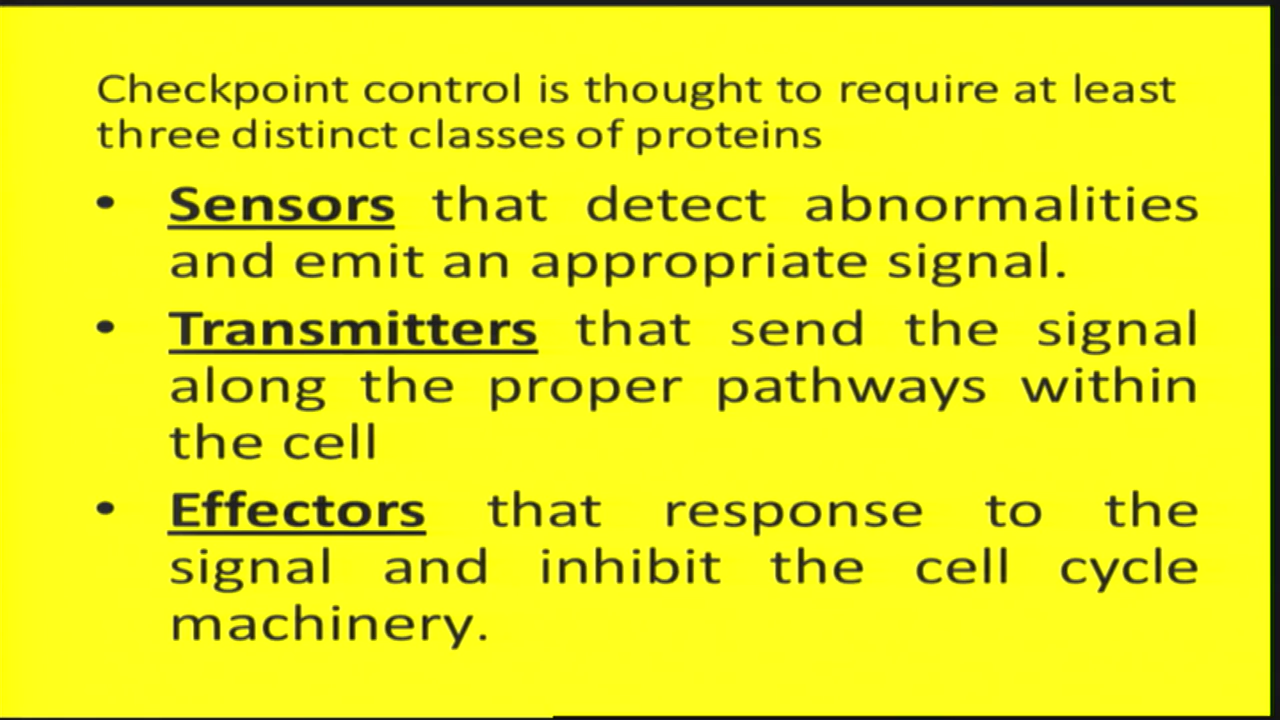 Checkpoint control is thought to require at least
three distinct classes of proteins
• Sensors that detect abnormalities
and emit an appropriate signal.
• Transmitters that send the signal
along the proper pathways within
the cell
• Effectors that response to the
signal and inhibit the cell cycle
machinery.